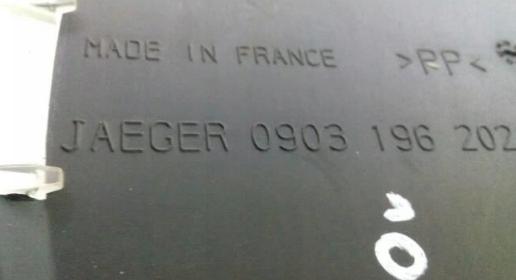 MADE IN FRANCE >PP<
JAEGER 0903 196 202